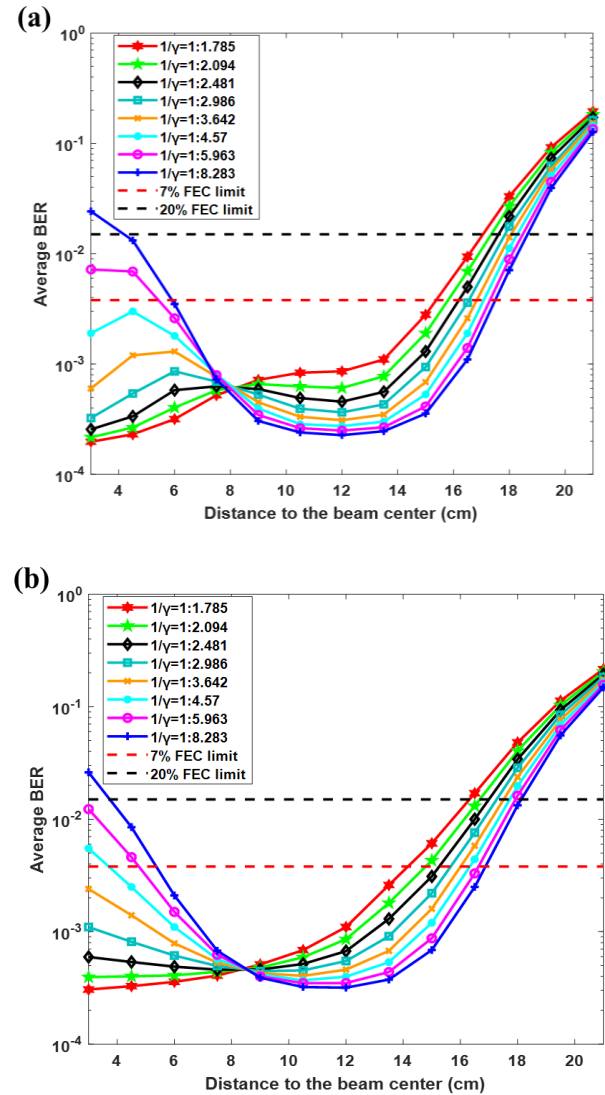 (a)
10^0
10^-1
10^-2
10^-3
10^-4
Average BER
1/γ=1:1.785
1/γ=1:2.094
1/γ=1:2.481
1/γ=1:2.986
1/γ=1:3.642
1/γ=1:4.57
1/γ=1:5.963
1/γ=1:8.283
7% FEC limit
20% FEC limit
4 6 8 10 12 14 16 18 20
Distance to the beam center (cm)
(b)
10^0
10^-1
10^-2
10^-3
10^-4
Average BER
1/γ=1:1.785
1/γ=1:2.094
1/γ=1:2.481
1/γ=1:2.986
1/γ=1:3.642
1/γ=1:4.57
1/γ=1:5.963
1/γ=1:8.283
7% FEC limit
20% FEC limit
4 6 8 10 12 14 16 18 20
Distance to the beam center (cm)